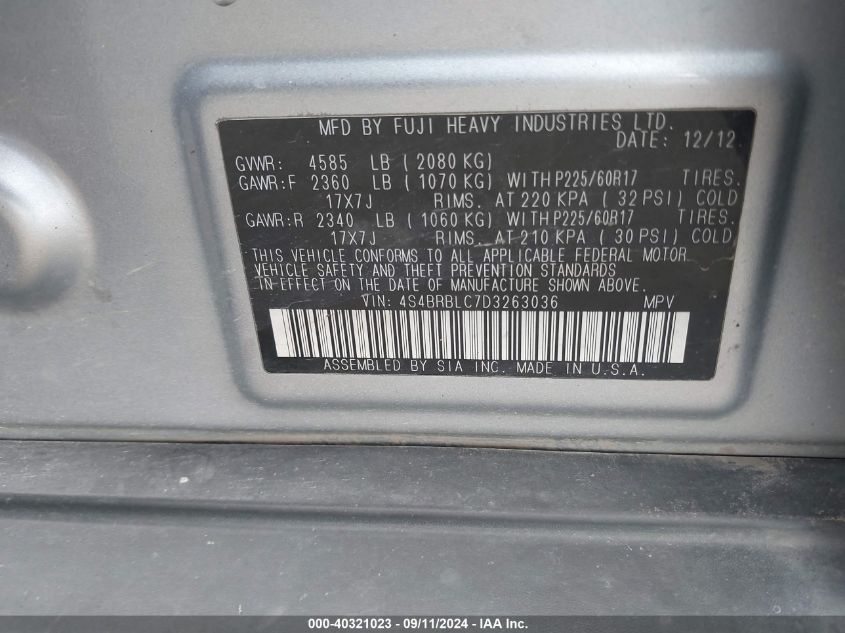 MFD BY FUJI HEAVY INDUSTRIES LTD.
DATE: 12/12
GVWR: 4585 LB ( 2080 KG)
GAWR:F 2360 LB ( 1070 KG) WITHP225/60R17 TIRES.
17X7J RIMS. AT 220 KPA ( 32 PSI) COLD
GAWR:R 2340 LB ( 1060 KG) WITHP225/60R17 TIRES.
17X7J RIMS. AT 210 KPA ( 30 PSI) COLD
THIS VEHICLE CONFORMS TO ALL APPLICABLE FEDERAL MOTOR
VEHICLE SAFETY AND THEFT PREVENTION STANDARDS
IN EFFECT ON THE DATE OF MANUFACTURE SHOWN ABOVE.
VIN: 4S4BRBLC7D3263036 MPV
ASSEMBLED BY SIA INC. MADE IN U.S.A.
000-40321023 - 09/11/2024 - IAA Inc.